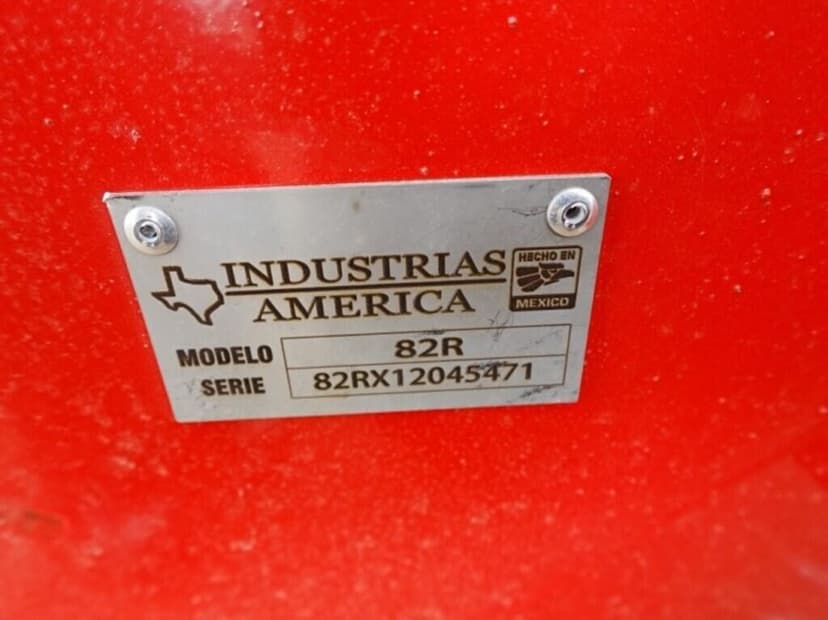 INDUSTRIAS
AMERICA
HECHO EN
MEXICO
MODELO 82R
SERIE 82RX12045471